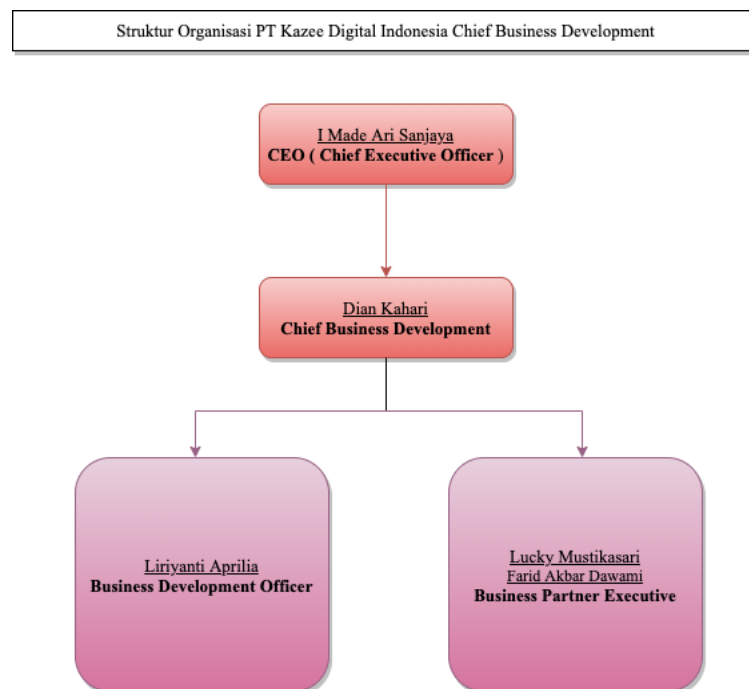 Struktur Organisasi PT Kazee Digital Indonesia Chief Business Development
I Made Ari Sanjaya
CEO ( Chief Executive Officer )
Dian Kahari
Chief Business Development
Liriyanti Aprilia
Business Development Officer
Lucky Mustikasari
Farid Akbar Dawami
Business Partner Executive